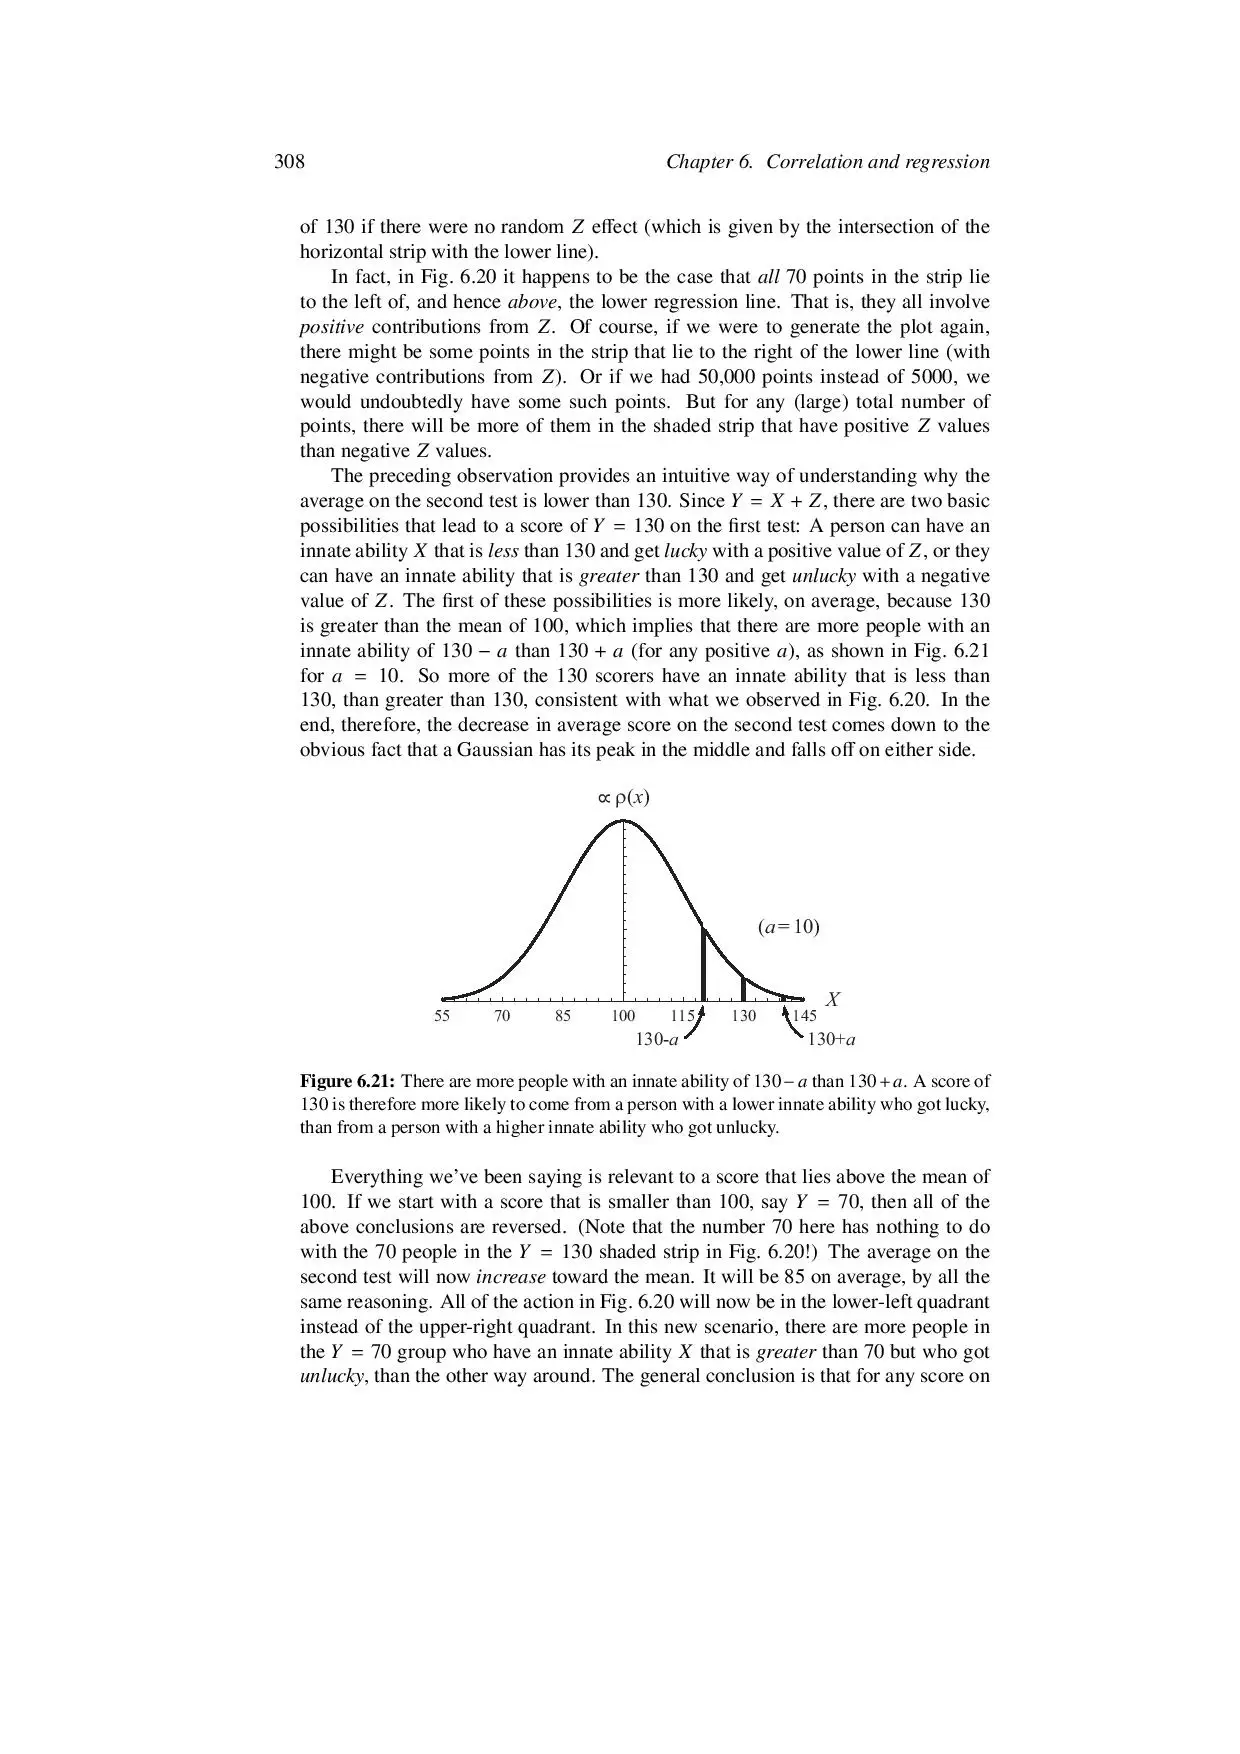 308
Chapter 6. Correlation and regression
of 130 if there were no random Z effect (which is given by the intersection of the
horizontal strip with the lower line).
In fact, in Fig. 6.20 it happens to be the case that all 70 points in the strip lie
to the left of, and hence above, the lower regression line. That is, they all involve
positive contributions from Z. Of course, if we were to generate the plot again,
there might be some points in the strip that lie to the right of the lower line (with
negative contributions from Z). Or if we had 50,000 points instead of 5000, we
would undoubtedly have some such points. But for any (large) total number of
points, there will be more of them in the shaded strip that have positive Z values
than negative Z values.
The preceding observation provides an intuitive way of understanding why the
average on the second test is lower than 130. Since Y = X + Z, there are two basic
possibilities that lead to a score of Y = 130 on the first test: A person can have an
innate ability X that is less than 130 and get lucky with a positive value of Z, or they
can have an innate ability that is greater than 130 and get unlucky with a negative
value of Z. The first of these possibilities is more likely, on average, because 130
is greater than the mean of 100, which implies that there are more people with an
innate ability of 130 − a than 130 + a (for any positive a), as shown in Fig. 6.21
for a = 10. So more of the 130 scorers have an innate ability that is less than
130, than greater than 130, consistent with what we observed in Fig. 6.20. In the
end, therefore, the decrease in average score on the second test comes down to the
obvious fact that a Gaussian has its peak in the middle and falls off on either side.
∝ ρ(x)
(a=10)
X
55 70 85 100 115 130 145
130-a 130+a
Figure 6.21: There are more people with an innate ability of 130 − a than 130 + a. A score of
130 is therefore more likely to come from a person with a lower innate ability who got lucky,
than from a person with a higher innate ability who got unlucky.
Everything we've been saying is relevant to a score that lies above the mean of
100. If we start with a score that is smaller than 100, say Y = 70, then all of the
above conclusions are reversed. (Note that the number 70 here has nothing to do
with the 70 people in the Y = 130 shaded strip in Fig. 6.20!) The average on the
second test will now increase toward the mean. It will be 85 on average, by all the
same reasoning. All of the action in Fig. 6.20 will now be in the lower-left quadrant
instead of the upper-right quadrant. In this new scenario, there are more people in
the Y = 70 group who have an innate ability X that is greater than 70 but who got
unlucky, than the other way around. The general conclusion is that for any score on